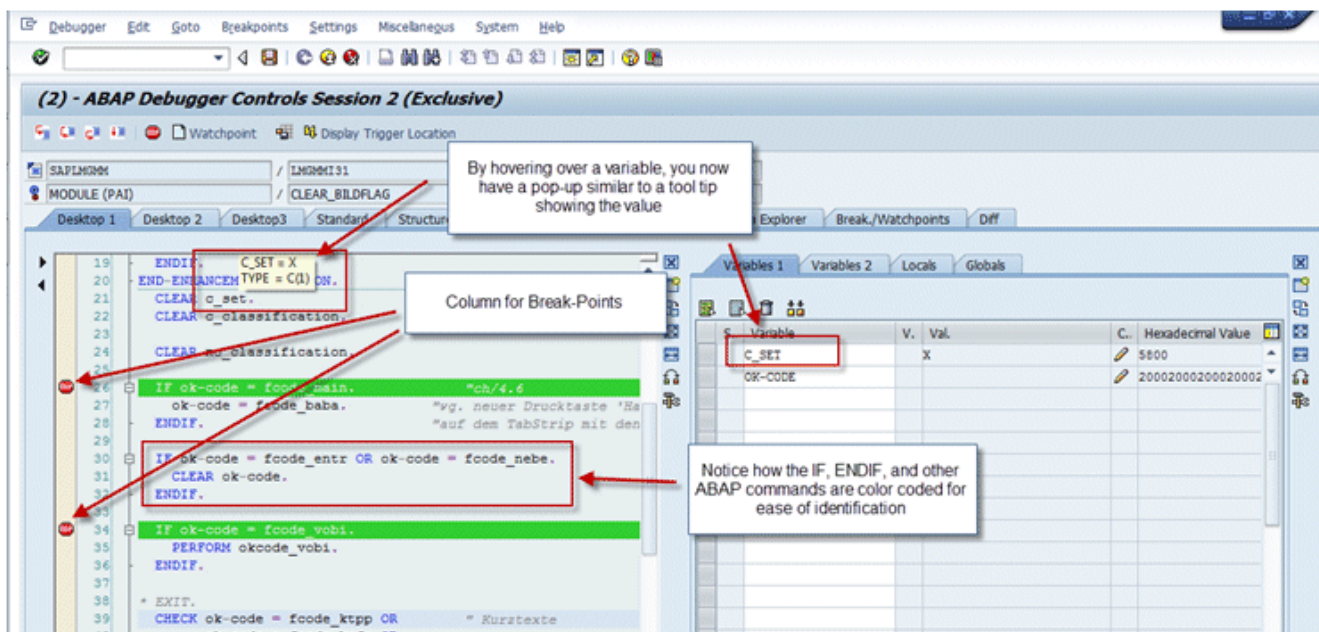 Debugger Edit Goto Breakpoints Settings Miscellaneous System Help
(2) - ABAP Debugger Controls Session 2 (Exclusive)
Watchpoint Display Trigger Location
SAPLMGMM / LMGMMI31
MODULE (PAI) / CLEAR_BILDFLAG
By hovering over a variable, you now
have a pop-up similar to a tool tip
showing the value
Desktop 1 Desktop 2 Desktop3 Standard Structur Explorer Break./Watchpoints Diff
19 ENDIF.
C_SET = X
TYPE = C(1)
20 END-ENHANCEM ON.
21 CLEAR c_set.
22 CLEAR c_classification.
23
24 CLEAR classification.
25
26 IF ok-code = fcode_main. "ch/4.6
27 ok-code = fcode_baba. "vg. neuer Drucktaste 'Ha
28 ENDIF. "auf dem TabStrip mit den
29
30 IF ok-code = fcode_entr OR ok-code = fcode_nebe.
31 CLEAR ok-code.
32 ENDIF.
33
34 IF ok-code = fcode_vobi.
35 PERFORM okcode_vobi.
36 ENDIF.
37
38 * EXIT.
39 CHECK ok-code = fcode_ktpp OR " Kurztexte
Column for Break-Points
Variables 1 Variables 2 Locals Globals
S. Variable V. Val. C.. Hexadecimal Value
C_SET X 5800
OK-CODE 20002000200020002
Notice how the IF, ENDIF, and other
ABAP commands are color coded for
ease of identification